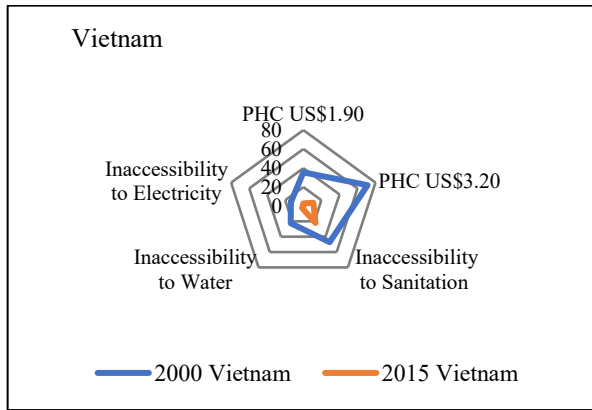 Vietnam
PHC US$1.90
80
60
40
20
0
PHC US$3.20
Inaccessibility
to Sanitation
Inaccessibility
to Water
Inaccessibility
to Electricity
2000 Vietnam
2015 Vietnam